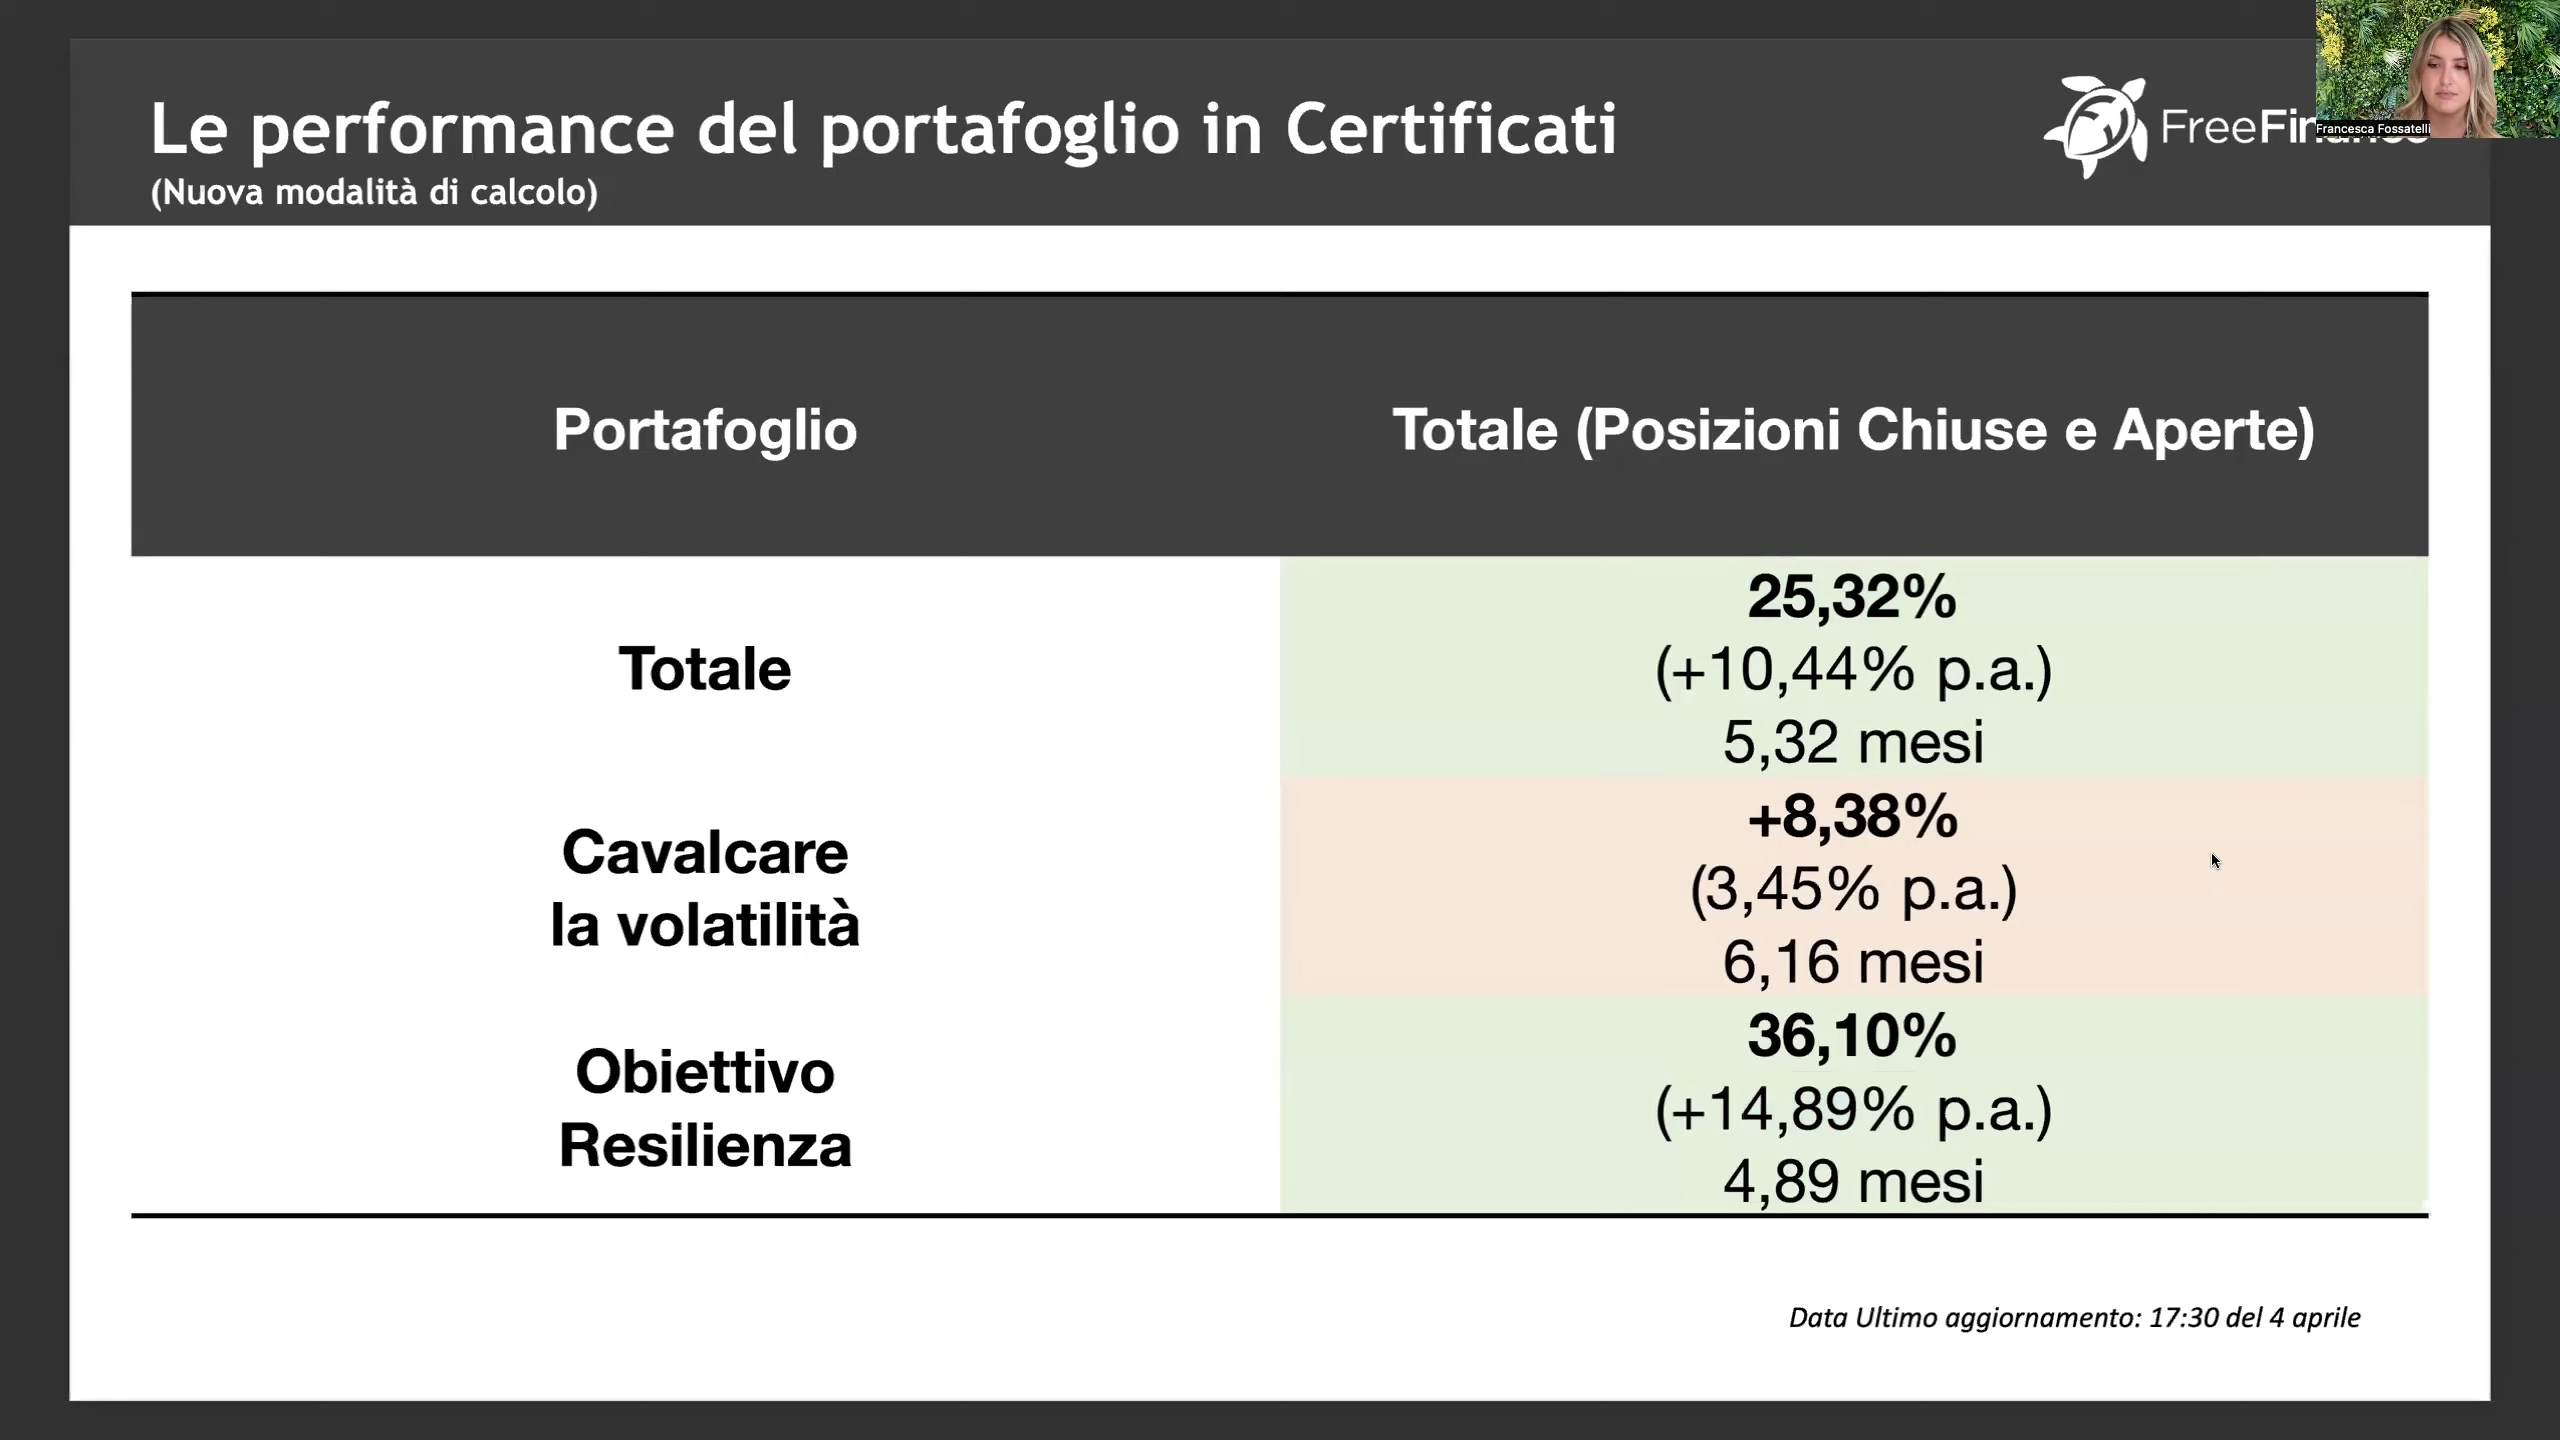 Le performance del portafoglio in Certificati
(Nuova modalità di calcolo)
Francesca Fossatelli
Portafoglio
Totale (Posizioni Chiuse e Aperte)
Totale
25,32%
(+10,44% p.a.)
5,32 mesi
Cavalcare
la volatilità
+8,38%
(3,45% p.a.)
6,16 mesi
Obiettivo
Resilienza
36,10%
(+14,89% p.a.)
4,89 mesi
Data Ultimo aggiornamento: 17:30 del 4 aprile